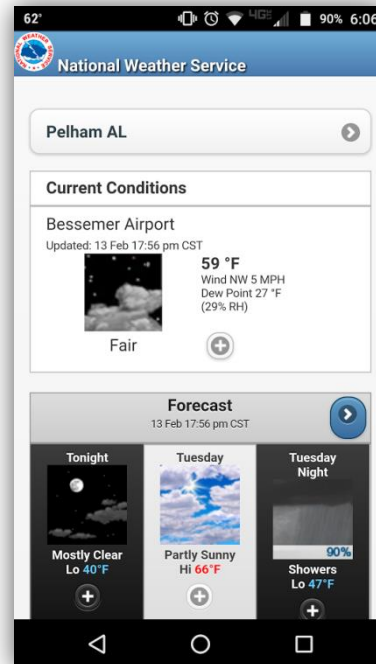 62° 4G 90% 6:06
National Weather Service
Pelham AL
Current Conditions
Bessemer Airport
Updated: 13 Feb 17:56 pm CST
59 °F
Wind NW 5 MPH
Dew Point 27 °F
(29% RH)
Fair
Forecast
13 Feb 17:56 pm CST
Tonight
Mostly Clear
Lo 40°F
Tuesday
Partly Sunny
Hi 66°F
Tuesday
Night
90%
Showers
Lo 47°F